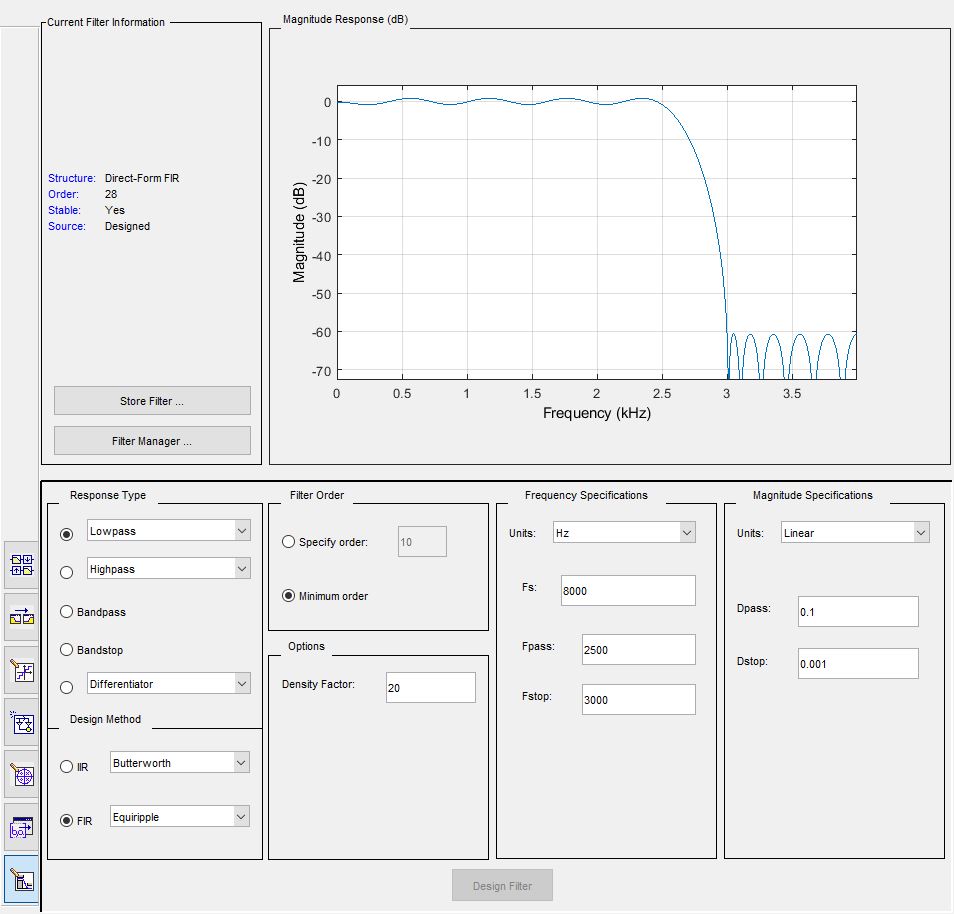 Current Filter Information
Structure: Direct-Form FIR
Order: 28
Stable: Yes
Source: Designed
Store Filter ...
Filter Manager ...
Magnitude Response (dB)
0
-10
-20
-30
-40
-50
-60
-70
Magnitude (dB)
0 0.5 1 1.5 2 2.5 3 3.5
Frequency (kHz)
Response Type
Lowpass
Highpass
Bandpass
Bandstop
Differentiator
Design Method
IIR Butterworth
FIR Equiripple
Filter Order
Specify order: 10
Minimum order
Options
Density Factor: 20
Frequency Specifications
Units: Hz
Fs: 8000
Fpass: 2500
Fstop: 3000
Magnitude Specifications
Units: Linear
Dpass: 0.1
Dstop: 0.001
Design Filter